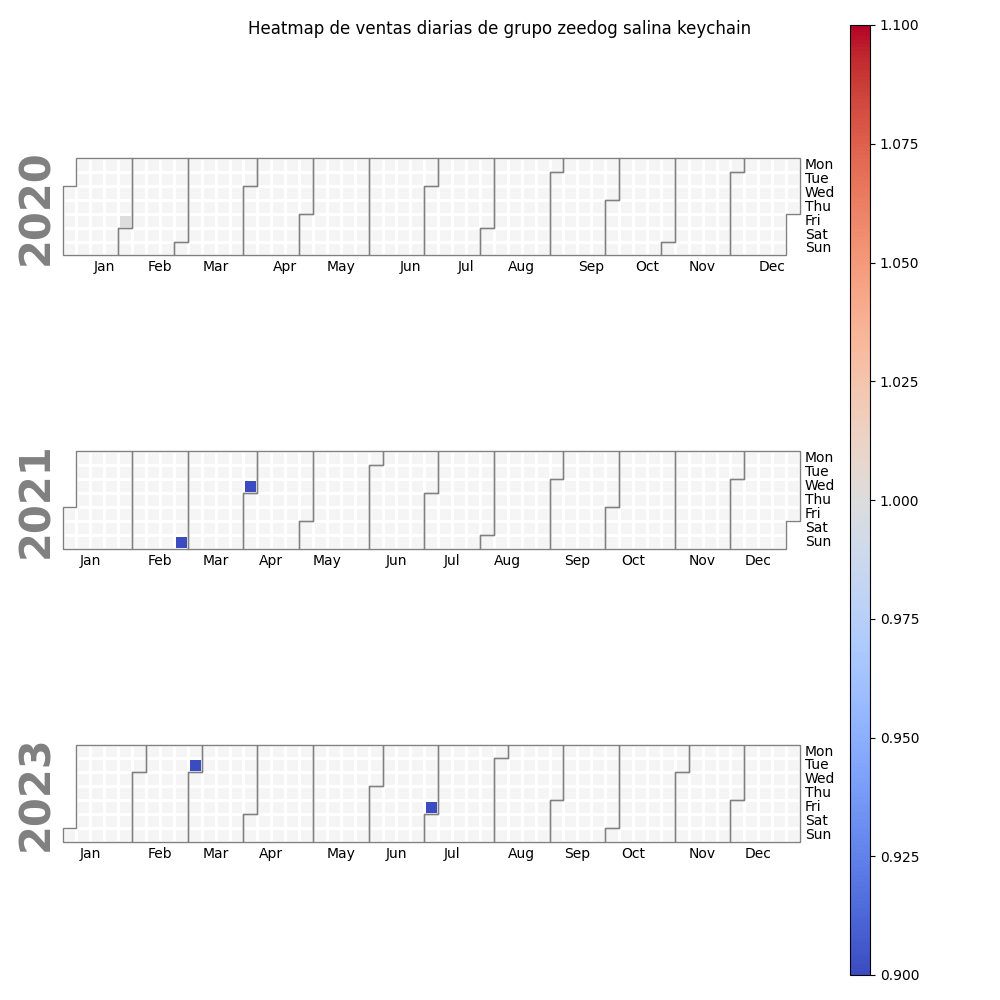 Heatmap de ventas diarias de grupo zeedog salina keychain
2020
Mon
Tue
Wed
Thu
Fri
Sat
Sun
Jan Feb Mar Apr May Jun Jul Aug Sep Oct Nov Dec
2021
Mon
Tue
Wed
Thu
Fri
Sat
Sun
Jan Feb Mar Apr May Jun Jul Aug Sep Oct Nov Dec
2023
Mon
Tue
Wed
Thu
Fri
Sat
Sun
Jan Feb Mar Apr May Jun Jul Aug Sep Oct Nov Dec
1.100
1.075
1.050
1.025
1.000
0.975
0.950
0.925
0.900